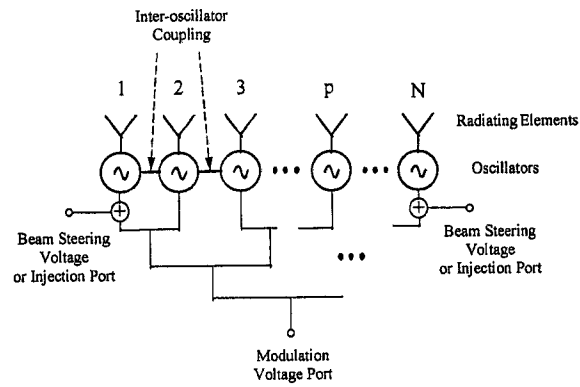 Inter-oscillator
Coupling
1 2 3 p N
Radiating Elements
Oscillators
Beam Steering
Voltage
or Injection Port
Beam Steering
Voltage
or Injection Port
Modulation
Voltage Port